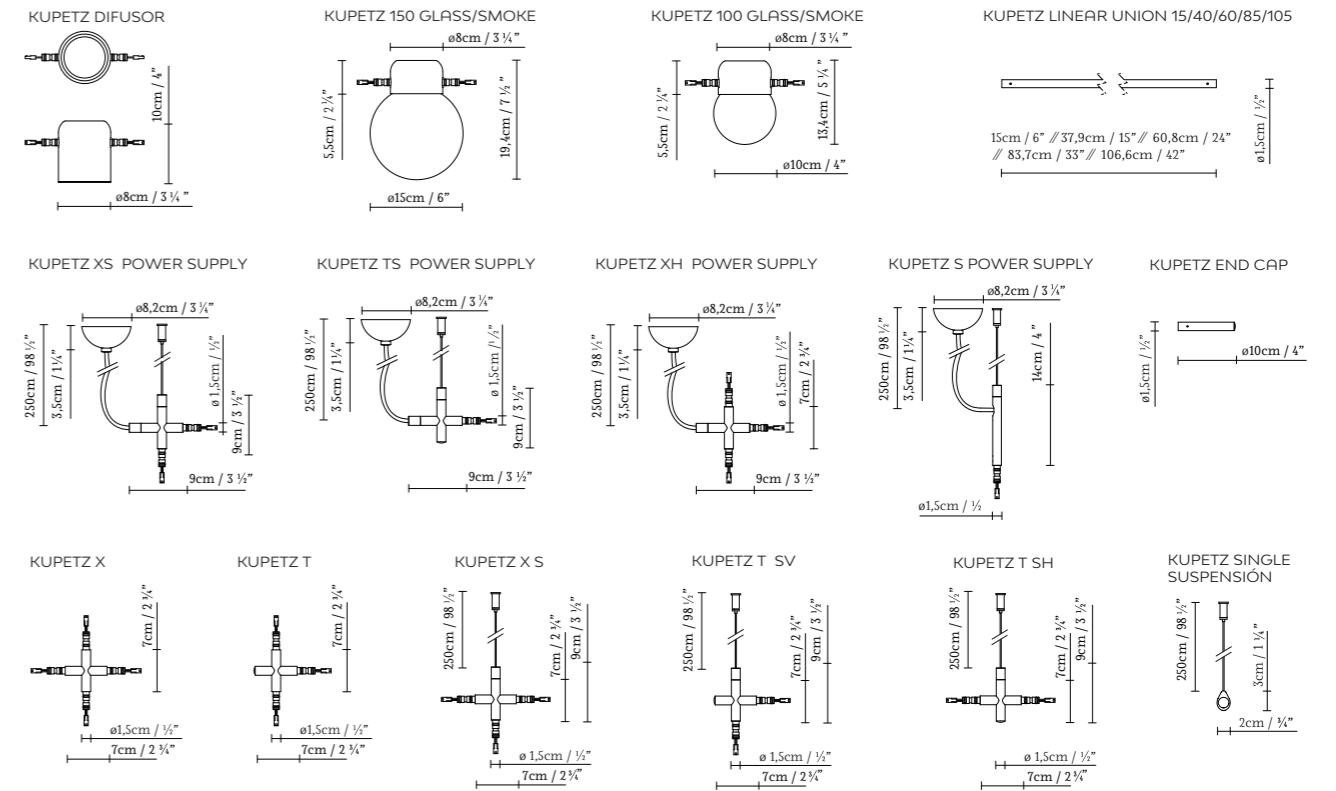 KUPETZ DIFUSOR
10cm / 4”
ø8cm / 3 ¼ ”
KUPETZ 150 GLASS/SMOKE
ø8cm / 3 ¼”
5,5cm / 2 ¼”
19,4cm / 7 ½ ”
ø15cm / 6”
KUPETZ 100 GLASS/SMOKE
ø8cm / 3 ¼”
5,5cm / 2 ¼”
13,4cm / 5 ¼ ”
ø10cm / 4”
KUPETZ LINEAR UNION 15/40/60/85/105
15cm / 6” // 37,9cm / 15” // 60,8cm / 24”
// 83,7cm / 33” // 106,6cm / 42”
ø1,5cm / ½”
KUPETZ XS POWER SUPPLY
ø8,2cm / 3 ¼”
250cm / 98 ½”
3,5cm / 1¼”
ø 1,5cm / ½”
9cm / 3 ½”
9cm / 3 ½”
KUPETZ TS POWER SUPPLY
ø8,2cm / 3 ¼”
250cm / 98 ½”
3,5cm / 1¼”
ø 1,5cm / ½”
9cm / 3 ½”
9cm / 3 ½”
KUPETZ XH POWER SUPPLY
ø8,2cm / 3 ¼”
250cm / 98 ½”
3,5cm / 1¼”
ø 1,5cm / ½”
7cm / 2 ¾”
9cm / 3 ½”
KUPETZ S POWER SUPPLY
ø8,2cm / 3 ¼”
250cm / 98 ½”
3,5cm / 1¼”
14cm / 4”
ø1,5cm / ½
KUPETZ END CAP
ø1,5cm / ½”
ø10cm / 4”
KUPETZ X
7cm / 2 ¾”
ø1,5cm / ½”
7cm / 2 ¾”
KUPETZ T
7cm / 2 ¾”
ø1,5cm / ½”
7cm / 2 ¾”
KUPETZ X S
250cm / 98 ½”
7cm / 2 ¾”
9cm / 3 ½”
ø 1,5cm / ½”
7cm / 2 ¾”
KUPETZ T SV
250cm / 98 ½”
7cm / 2 ¾”
9cm / 3 ½”
ø 1,5cm / ½”
7cm / 2 ¾”
KUPETZ T SH
250cm / 98 ½”
7cm / 2 ¾”
9cm / 3 ½”
ø 1,5cm / ½”
7cm / 2 ¾”
KUPETZ SINGLE
SUSPENSIÓN
250cm / 98 ½”
3cm / 1 ¼”
2cm / ¾”